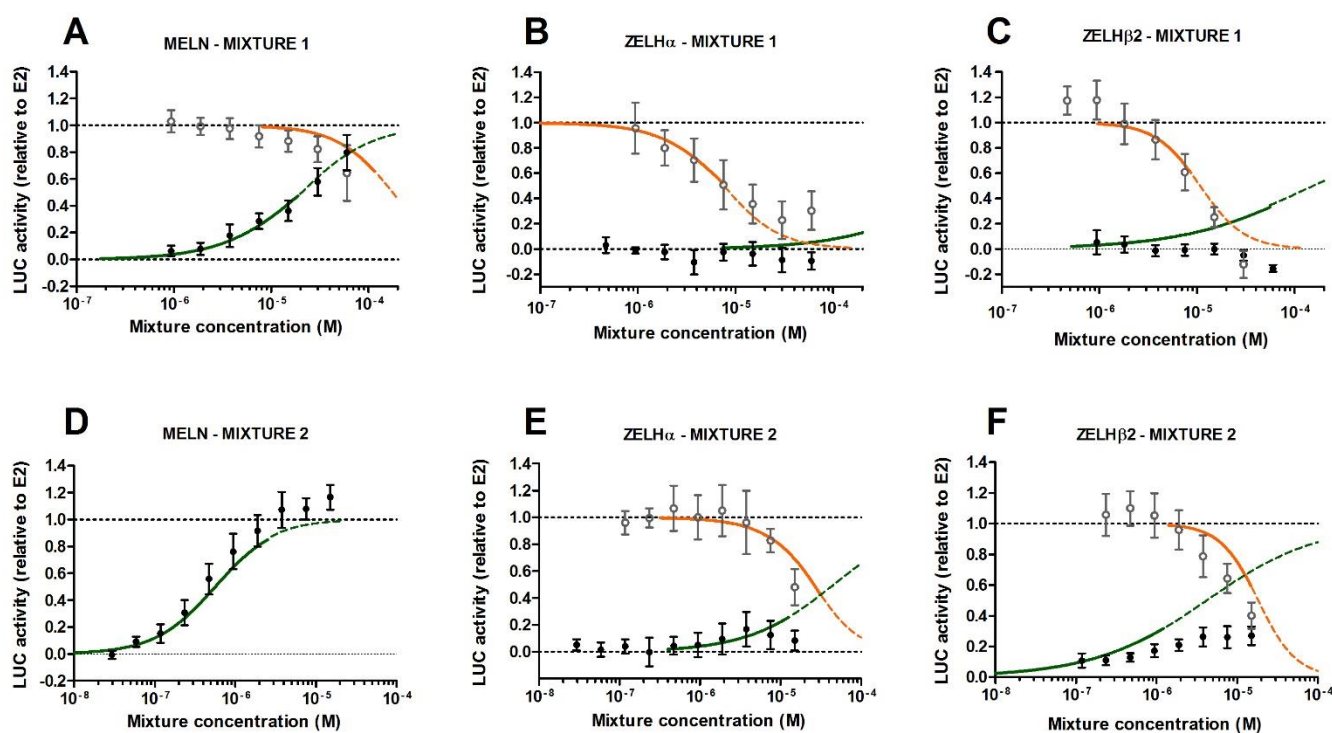 A
MELN - MIXTURE 1
LUC activity (relative to E2)
1.4
1.2
1.0
0.8
0.6
0.4
0.2
0.0
-0.2
10-7 10-6 10-5 10-4
Mixture concentration (M)
B
ZELHα - MIXTURE 1
LUC activity (relative to E2)
1.4
1.2
1.0
0.8
0.6
0.4
0.2
0.0
-0.2
10-7 10-6 10-5 10-4
Mixture concentration (M)
C
ZELHβ2 - MIXTURE 1
LUC activity (relative to E2)
1.4
1.2
1.0
0.8
0.6
0.4
0.2
0.0
-0.2
10-7 10-6 10-5 10-4
Mixture concentration (M)
D
MELN - MIXTURE 2
LUC activity (relative to E2)
1.4
1.2
1.0
0.8
0.6
0.4
0.2
0.0
-0.2
10-8 10-7 10-6 10-5 10-4
Mixture concentration (M)
E
ZELHα - MIXTURE 2
LUC activity (relative to E2)
1.4
1.2
1.0
0.8
0.6
0.4
0.2
0.0
-0.2
10-8 10-7 10-6 10-5 10-4
Mixture concentration (M)
F
ZELHβ2 - MIXTURE 2
LUC activity (relative to E2)
1.4
1.2
1.0
0.8
0.6
0.4
0.2
0.0
10-8 10-7 10-6 10-5 10-4
Mixture concentration (M)